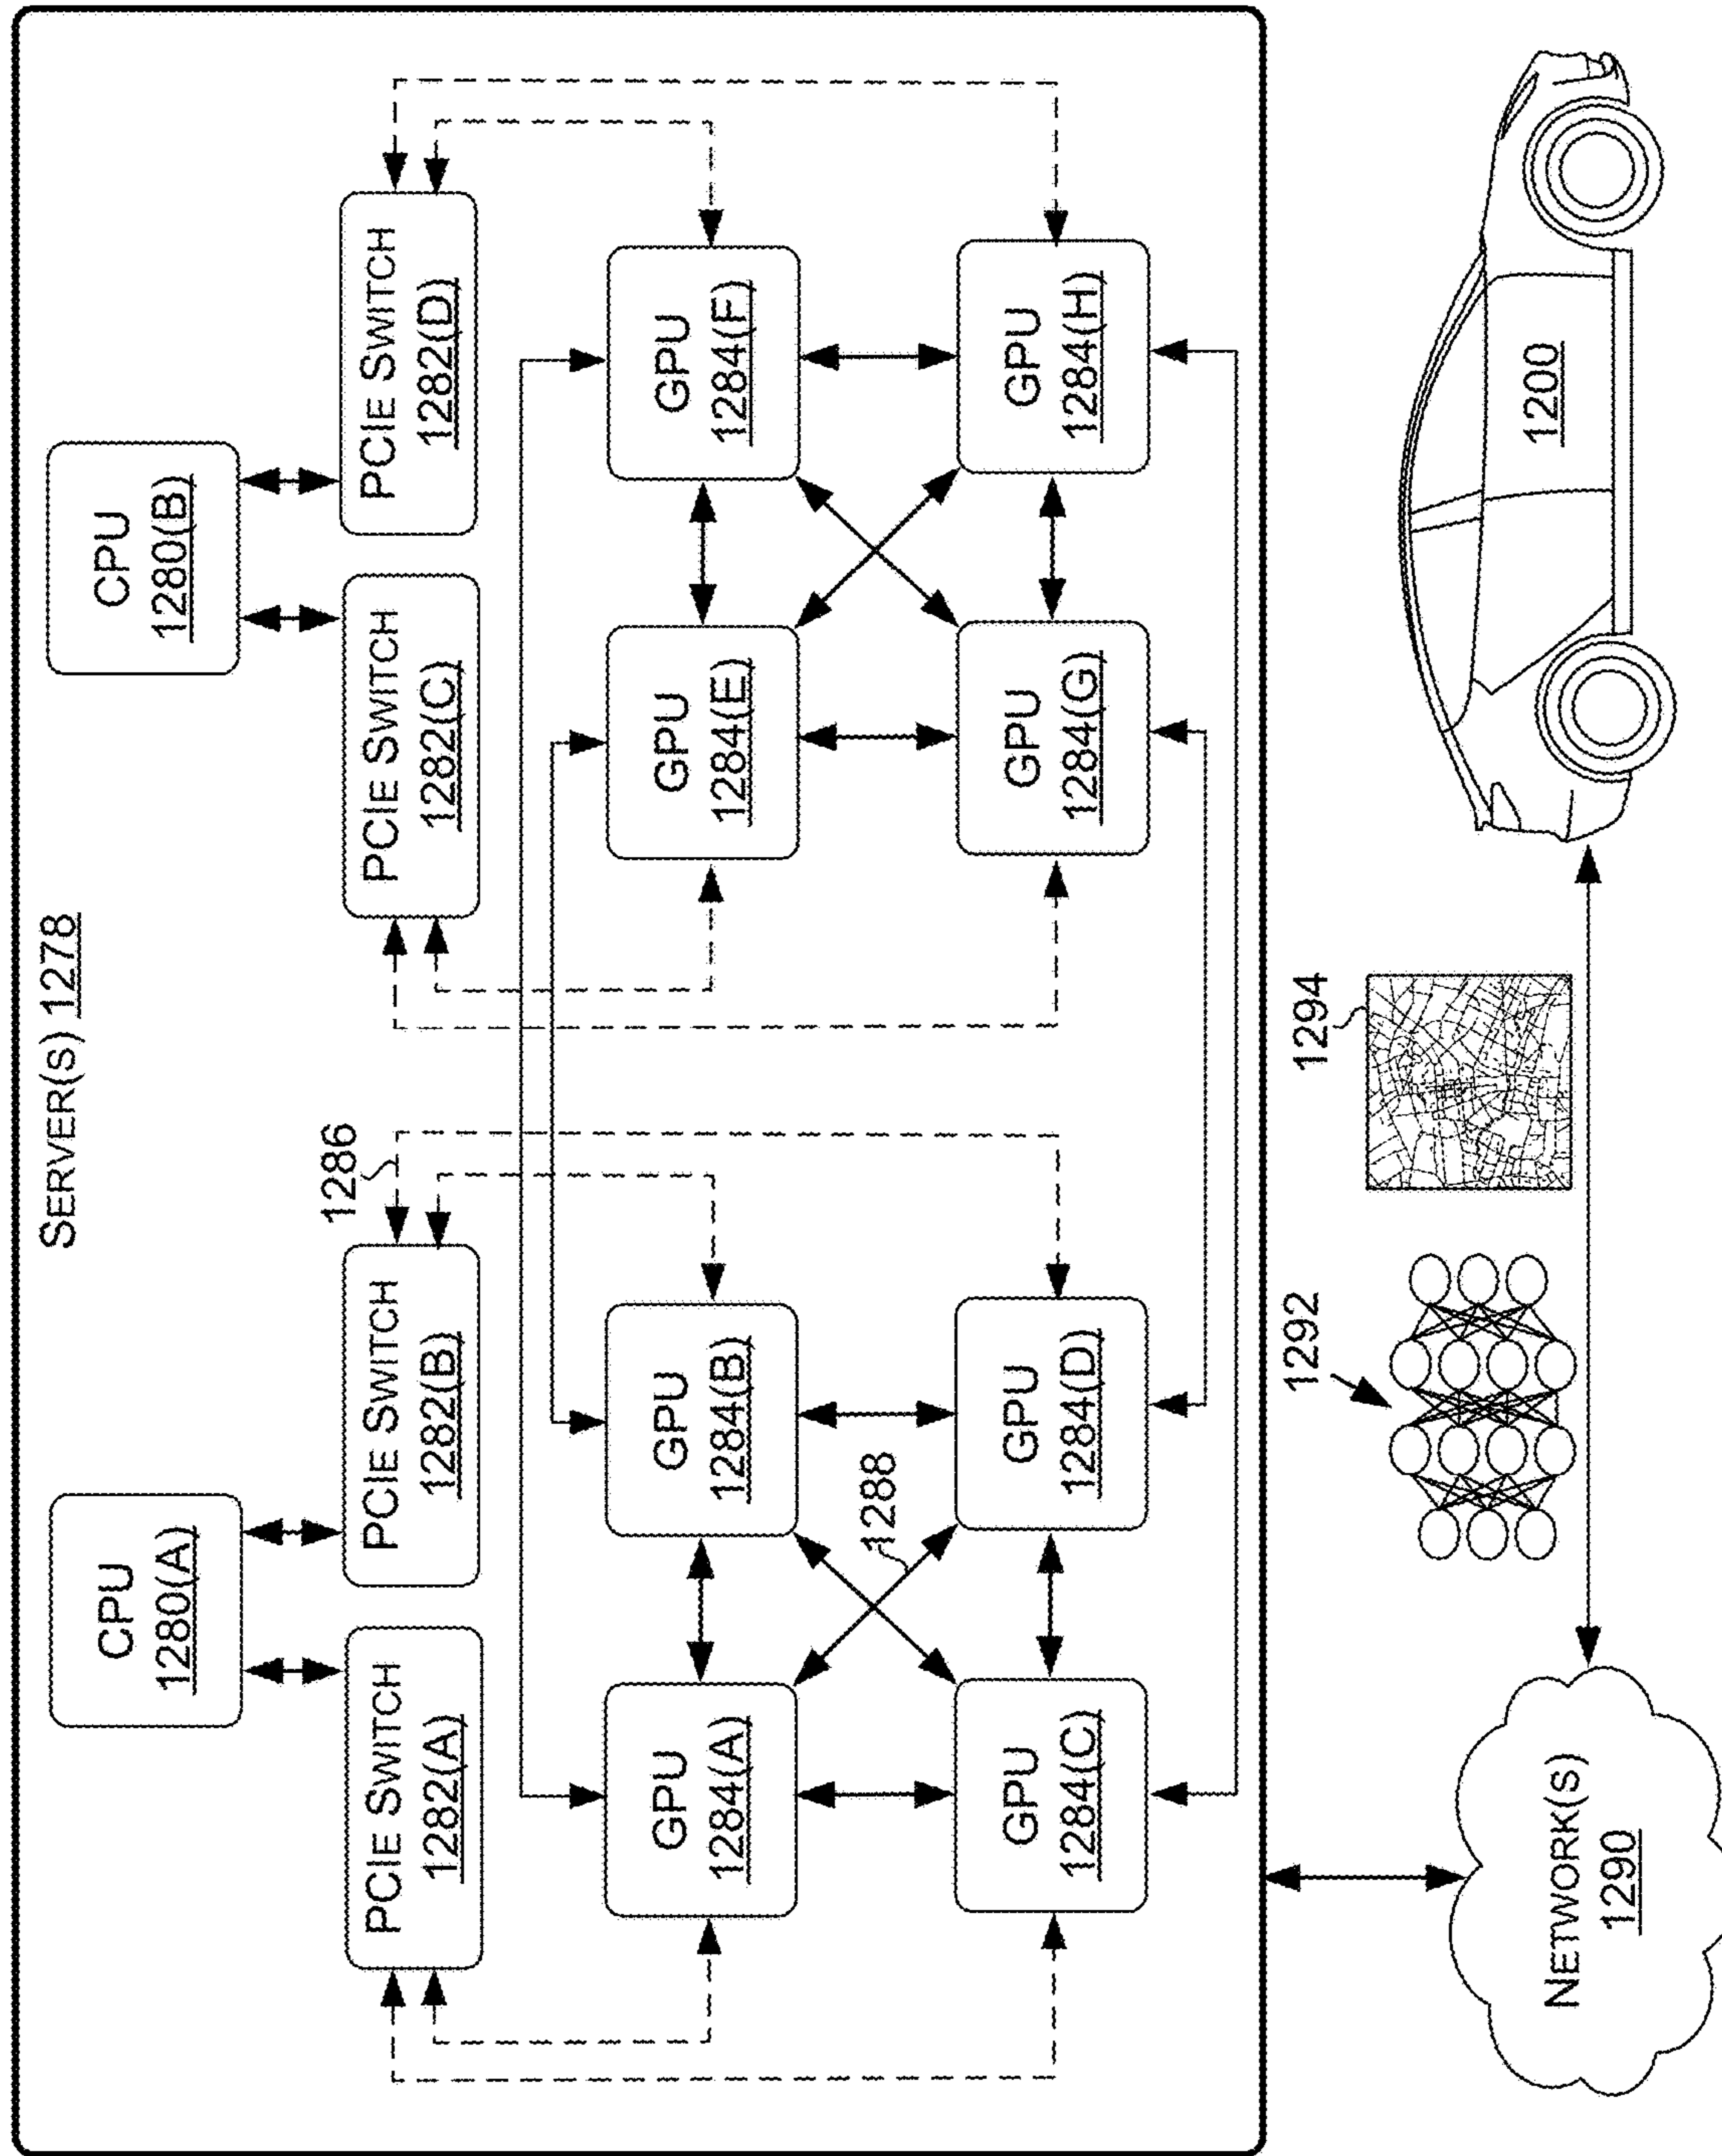 SERVER(S) 1278
CPU
1280(A)
CPU
1280(B)
PCIE SWITCH
1282(A)
PCIE SWITCH
1282(B)
1286
PCIE SWITCH
1282(C)
PCIE SWITCH
1282(D)
GPU
1284(A)
GPU
1284(B)
GPU
1284(E)
GPU
1284(F)
1288
GPU
1284(C)
GPU
1284(D)
GPU
1284(G)
GPU
1284(H)
NETWORK(S)
1290
1292
1294
1200